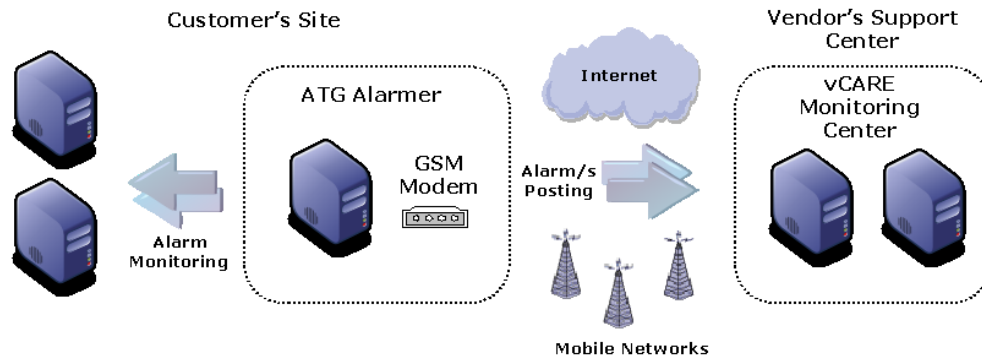 Customer's Site
Vendor's Support
Center
ATG Alarmer
GSM
Modem
Alarm
Monitoring
Internet
Alarm/s
Posting
Mobile Networks
vCARE
Monitoring
Center